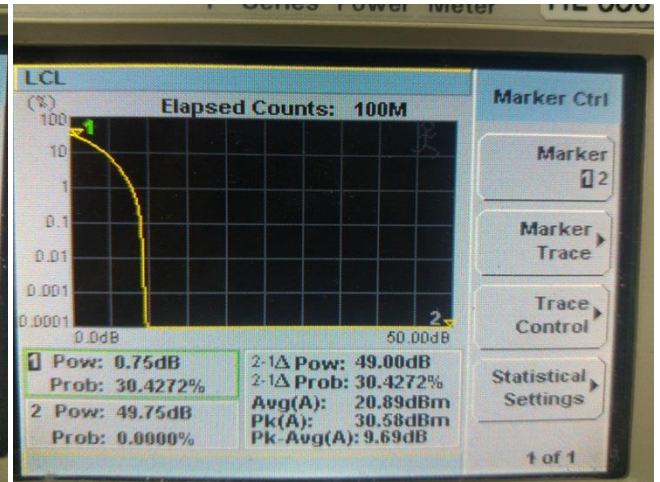 Series Power Meter
LCL
Marker Ctrl
(%)
Elapsed Counts: 100M
100
1
10
1
0.1
0.01
0.001
0.0001
2
0.0dB
50.00dB
Marker
1 2
Marker
Trace
Trace
Control
Statistical
Settings
1 of 1
1 Pow: 0.75dB
Prob: 30.4272%
2 Pow: 49.75dB
Prob: 0.0000%
2-1Δ Pow: 49.00dB
2-1Δ Prob: 30.4272%
Avg(A): 20.89dBm
Pk(A): 30.58dBm
Pk-Avg(A): 9.69dB